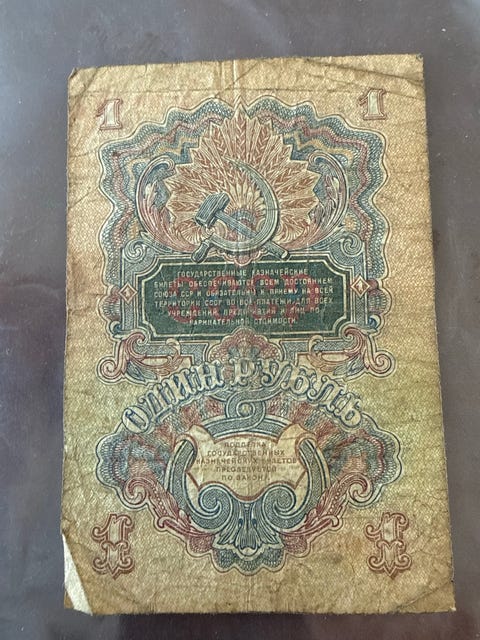 1 1
ГОСУДАРСТВЕННЫЕ КАЗНАЧЕЙСКИЕ
БИЛЕТЫ ОБЕСПЕЧИВАЮТСЯ ВСЕМ ДОСТОЯНИЕМ
СОЮЗА ССР И ОБЯЗАТЕЛЬНЫ К ПРИЕМУ НА ВСЕЙ
ТЕРРИТОРИИ СССР ВО ВСЕ ПЛАТЕЖИ ДЛЯ ВСЕХ
УЧРЕЖДЕНИЙ, ПРЕДПРИЯТИЙ И ЛИЦ ПО
НАРИЦАТЕЛЬНОЙ СТОИМОСТИ.
ОДИН РУБЛЬ
ПОДДЕЛКА
ГОСУДАРСТВЕННЫХ
КАЗНАЧЕЙСКИХ БИЛЕТОВ
ПРЕСЛЕДУЕТСЯ
ПО ЗАКОНУ.
1 1